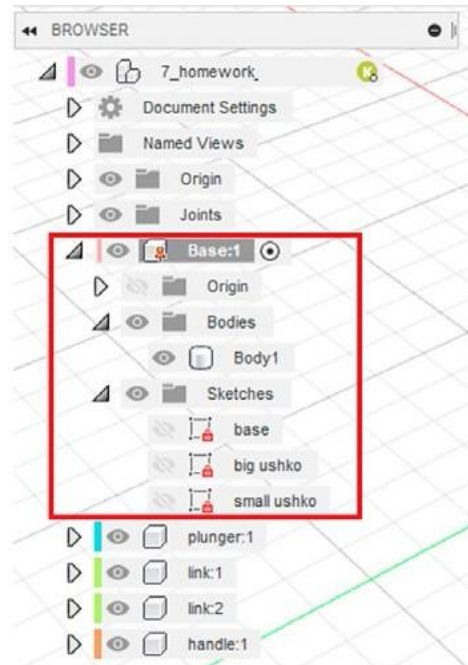 BROWSER
7_homework_
K
Document Settings
Named Views
Origin
Joints
Base:1
Origin
Bodies
Body1
Sketches
base
big ushko
small ushko
plunger:1
link:1
link:2
handle:1